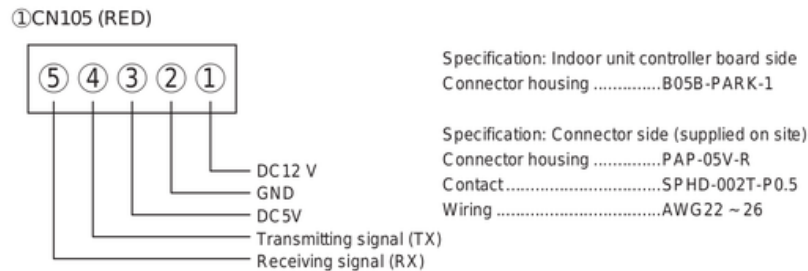 ①CN105 (RED)
⑤ ④ ③ ② ①
DC12 V
GND
DC5V
Transmitting signal (TX)
Receiving signal (RX)
Specification: Indoor unit controller board side
Connector housing ..............B05B-PARK-1
Specification: Connector side (supplied on site)
Connector housing ..............PAP-05V-R
Contact.................................SPHD-002T-P0.5
Wiring ...................................AWG22 ~ 26